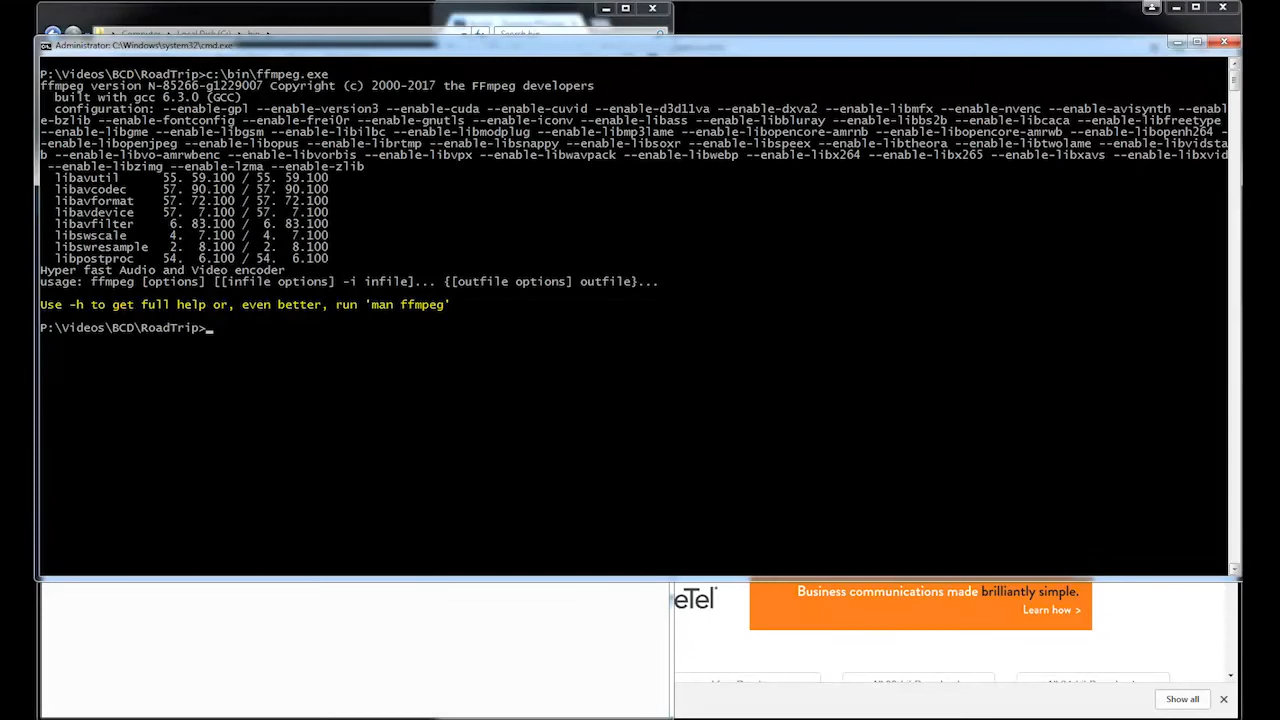 Computer ▸ Local Disk (C:) ▸ bin
Search bin
Administrator: C:\Windows\system32\cmd.exe
P:\Videos\BCD\RoadTrip>c:\bin\ffmpeg.exe
ffmpeg version N-85266-g1229007 Copyright (c) 2000-2017 the FFmpeg developers
built with gcc 6.3.0 (GCC)
configuration: --enable-gpl --enable-version3 --enable-cuda --enable-cuvid --enable-d3d11va --enable-dxva2 --enable-libmfx --enable-nvenc --enable-avisynth --enabl
e-bzlib --enable-fontconfig --enable-frei0r --enable-gnutls --enable-iconv --enable-libass --enable-libbluray --enable-libbs2b --enable-libcaca --enable-libfreetype
--enable-libgme --enable-libgsm --enable-libilbc --enable-libmodplug --enable-libmp3lame --enable-libopencore-amrnb --enable-libopencore-amrwb --enable-libopenh264 -
-enable-libopenjpeg --enable-libopus --enable-librtmp --enable-libsnappy --enable-libsoxr --enable-libspeex --enable-libtheora --enable-libtwolame --enable-libvidsta
b --enable-libvo-amrwbenc --enable-libvorbis --enable-libvpx --enable-libwavpack --enable-libwebp --enable-libx264 --enable-libx265 --enable-libxavs --enable-libxvid
--enable-libzimg --enable-lzma --enable-zlib
libavutil 55. 59.100 / 55. 59.100
libavcodec 57. 90.100 / 57. 90.100
libavformat 57. 72.100 / 57. 72.100
libavdevice 57. 7.100 / 57. 7.100
libavfilter 6. 83.100 / 6. 83.100
libswscale 4. 7.100 / 4. 7.100
libswresample 2. 8.100 / 2. 8.100
libpostproc 54. 6.100 / 54. 6.100
Hyper fast Audio and Video encoder
usage: ffmpeg [options] [[infile options] -i infile]... {[outfile options] outfile}...
Use -h to get full help or, even better, run 'man ffmpeg'
P:\Videos\BCD\RoadTrip>_
eTel
Business communications made brilliantly simple.
Learn how >
Show all